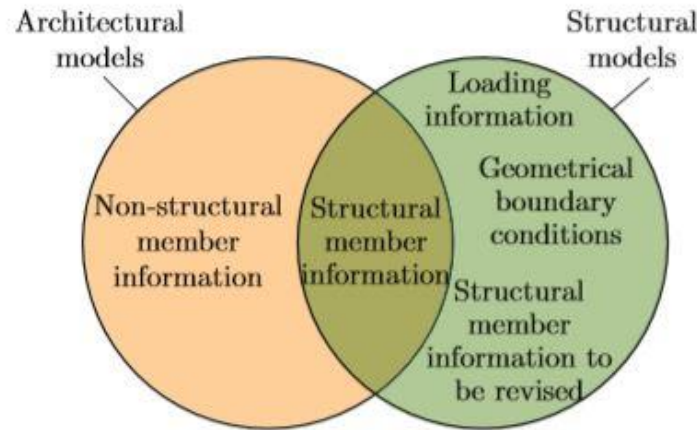 Architectural
models
Structural
models
Loading
information
Geometrical
boundary
conditions
Non-structural
member
information
Structural
member
information
Structural
member
information to
be revised